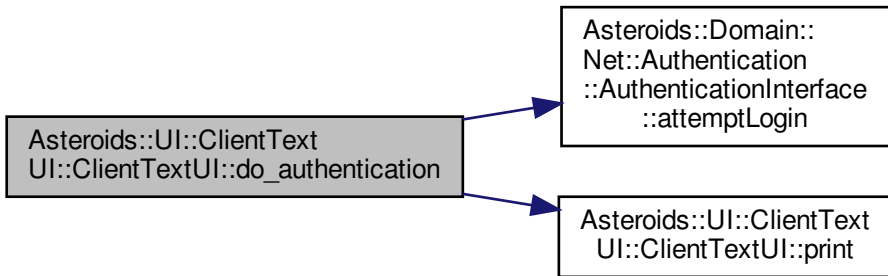 Asteroids::UI::ClientText
UI::ClientTextUI::do_authentication
Asteroids::Domain::
Net::Authentication
::AuthenticationInterface
::attemptLogin
Asteroids::UI::ClientText
UI::ClientTextUI::print